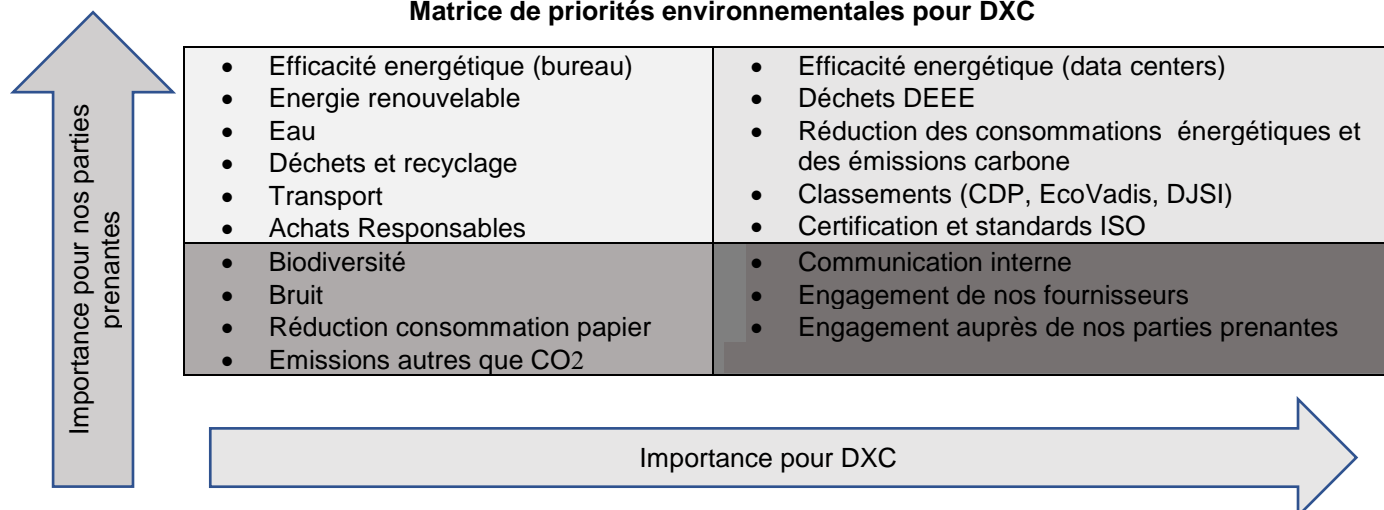 Matrice de priorités environnementales pour DXC
Importance pour nos parties
prenantes
• Efficacité energétique (bureau)
• Energie renouvelable
• Eau
• Déchets et recyclage
• Transport
• Achats Responsables
• Efficacité energétique (data centers)
• Déchets DEEE
• Réduction des consommations énergétiques et
des émissions carbone
• Classements (CDP, EcoVadis, DJSI)
• Certification et standards ISO
• Biodiversité
• Bruit
• Réduction consommation papier
• Emissions autres que CO2
• Communication interne
• Engagement de nos fournisseurs
• Engagement auprès de nos parties prenantes
Importance pour DXC